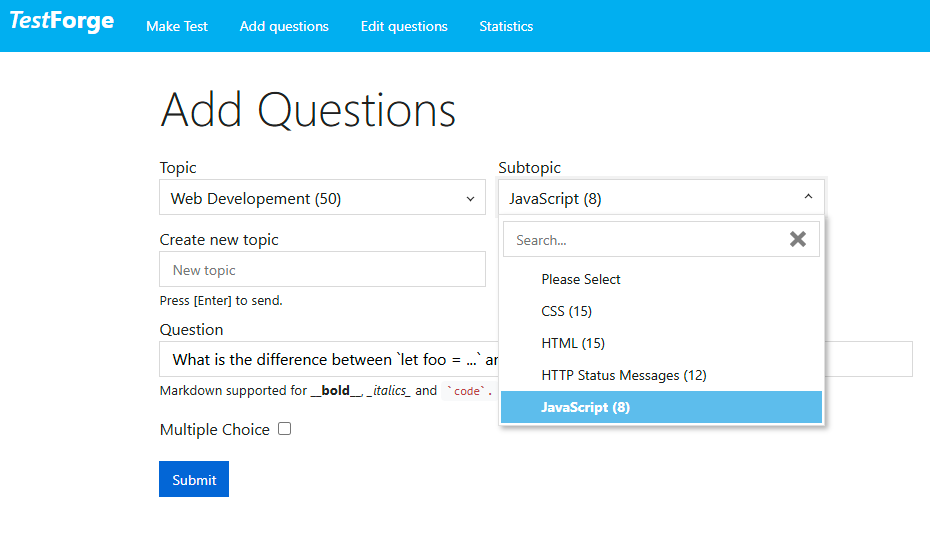 TestForge Make Test Add questions Edit questions Statistics
Add Questions
Topic
Web Developement (50)
Subtopic
JavaScript (8)
Search...
Please Select
CSS (15)
HTML (15)
HTTP Status Messages (12)
JavaScript (8)
Create new topic
New topic
Press [Enter] to send.
Question
What is the difference between `let foo = ...`
Markdown supported for __bold__, _italics_ and `code`.
Multiple Choice
Submit